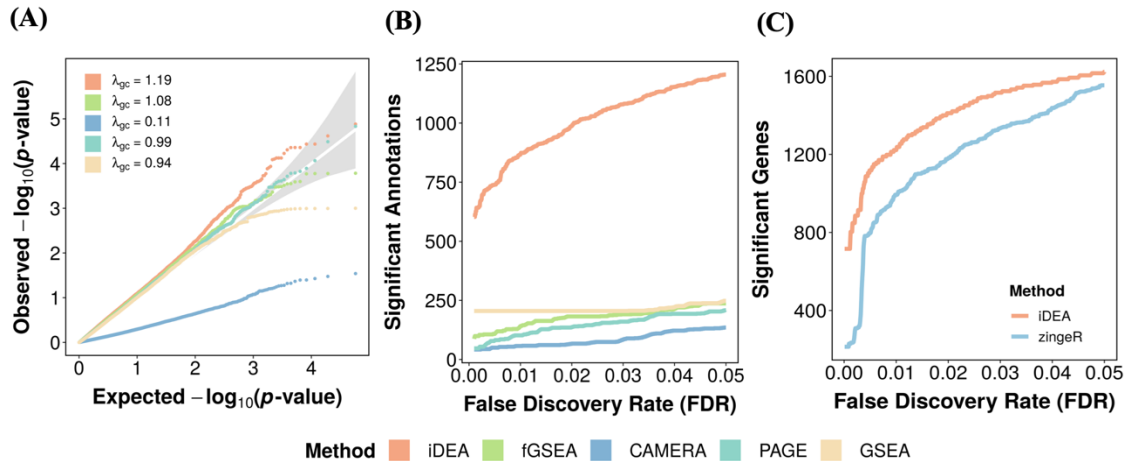 (A)
λgc = 1.19
λgc = 1.08
λgc = 0.11
λgc = 0.99
λgc = 0.94
Observed −log10(p-value)
5
4
3
2
1
0
0 1 2 3 4
Expected −log10(p-value)
(B)
Significant Annotations
1250
1000
750
500
250
0
0.00 0.01 0.02 0.03 0.04 0.05
False Discovery Rate (FDR)
(C)
Significant Genes
1600
1200
800
400
Method
iDEA
zingeR
0.00 0.01 0.02 0.03 0.04 0.05
False Discovery Rate (FDR)
Method iDEA fGSEA CAMERA PAGE GSEA